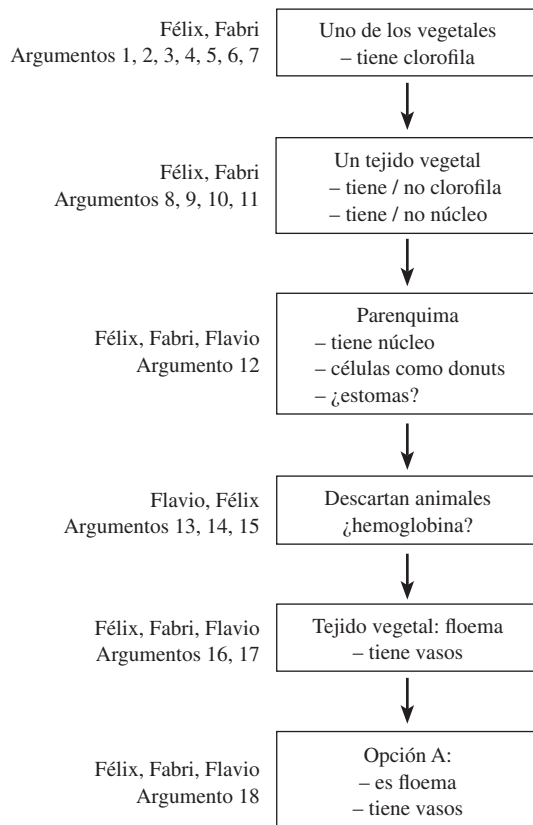 Félix, Fabri
Argumentos 1, 2, 3, 4, 5, 6, 7
Uno de los vegetales
– tiene clorofila
Félix, Fabri
Argumentos 8, 9, 10, 11
Un tejido vegetal
– tiene / no clorofila
– tiene / no núcleo
Félix, Fabri, Flavio
Argumento 12
Parenquima
– tiene núcleo
– células como donuts
– ¿estomas?
Flavio, Félix
Argumentos 13, 14, 15
Descartan animales
¿hemoglobina?
Félix, Fabri, Flavio
Argumentos 16, 17
Tejido vegetal: floema
– tiene vasos
Félix, Fabri, Flavio
Argumento 18
Opción A:
– es floema
– tiene vasos